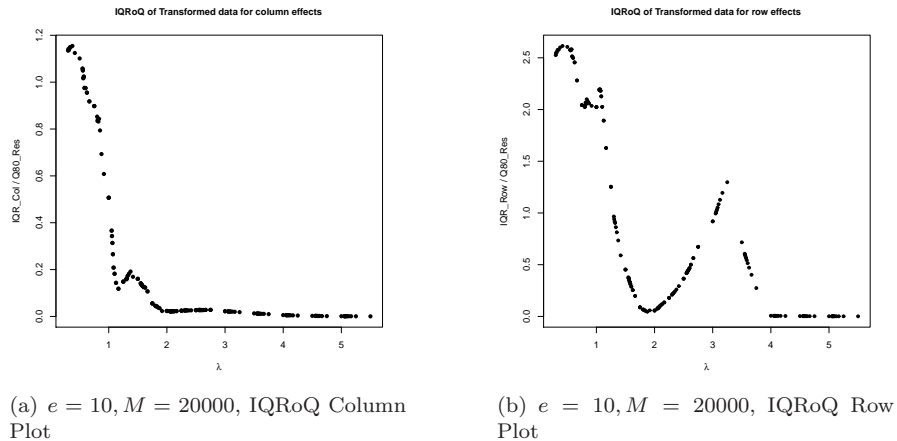 IQRoQ of Transformed data for column effects
IQR_Col / Q80_Res
0.0 0.2 0.4 0.6 0.8 1.0 1.2
1 2 3 4 5
λ
(a) e = 10, M = 20000, IQRoQ Column
Plot
IQRoQ of Transformed data for row effects
IQR_Row / Q80_Res
0.0 0.5 1.0 1.5 2.0 2.5
1 2 3 4 5
λ
(b) e = 10, M = 20000, IQRoQ Row
Plot